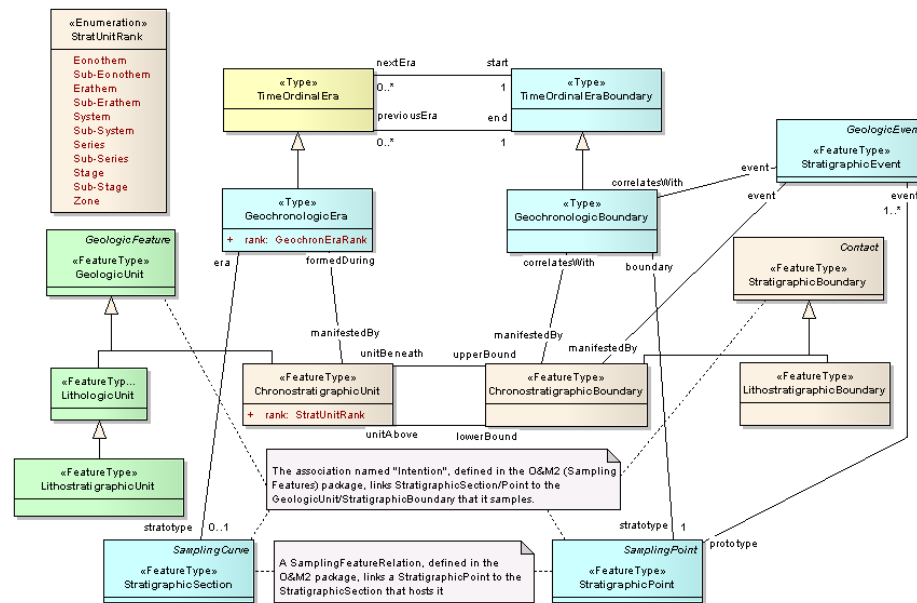 «Enumeration»
StratUnitRank
Eonothem
Sub-Eonothem
Erathem
Sub-Erathem
System
Sub-System
Series
Sub-Series
Stage
Sub-Stage
Zone
«Type»
TimeOrdinalEra
nextEra
start
0..*
1
previousEra
end
0..*
1
«Type»
TimeOrdinalEraBoundary
GeologicEvent
«FeatureType»
StratigraphicEvent
event
event
event
1..*
correlatesWith
«Type»
GeochronologicEra
+ rank: GeochronEraRank
«Type»
GeochronologicBoundary
era
formedDuring
correlatesWith
boundary
GeologicFeature
«FeatureType»
GeologicUnit
Contact
«FeatureType»
StratigraphicBoundary
manifestedBy
manifestedBy
manifestedBy
unitBeneath
upperBound
«FeatureTyp...
LithologicUnit
«FeatureType»
ChronostratigraphicUnit
+ rank: StratUnitRank
«FeatureType»
ChronostratigraphicBoundary
«FeatureType»
LithostratigraphicBoundary
unitAbove
lowerBound
«FeatureType»
LithostratigraphicUnit
The association named "Intention", defined in the O&M2 (Sampling
Features) package, links StratigraphicSection/Point to the
GeologicUnit/StratigraphicBoundary that it samples.
stratotype
0..1
stratotype
1
prototype
SamplingCurve
«FeatureType»
StratigraphicSection
A SamplingFeatureRelation, defined in the
O&M2 package, links a StratigraphicPoint to the
StratigraphicSection that hosts it
SamplingPoint
«FeatureType»
StratigraphicPoint